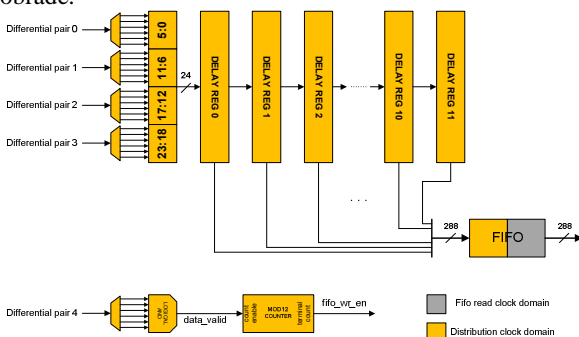 obrade.
Differential pair 0
Differential pair 1
Differential pair 2
Differential pair 3
5:0
11:6
17:12
23:18
24
DELAY REG 0
DELAY REG 1
DELAY REG 2
DELAY REG 10
DELAY REG 11
. . .
288
FIFO
288
Differential pair 4
LOGICAL
AND
data_valid
count
enable
MOD12
COUNTER
terminal
count
fifo_wr_en
Fifo read clock domain
Distribution clock domain